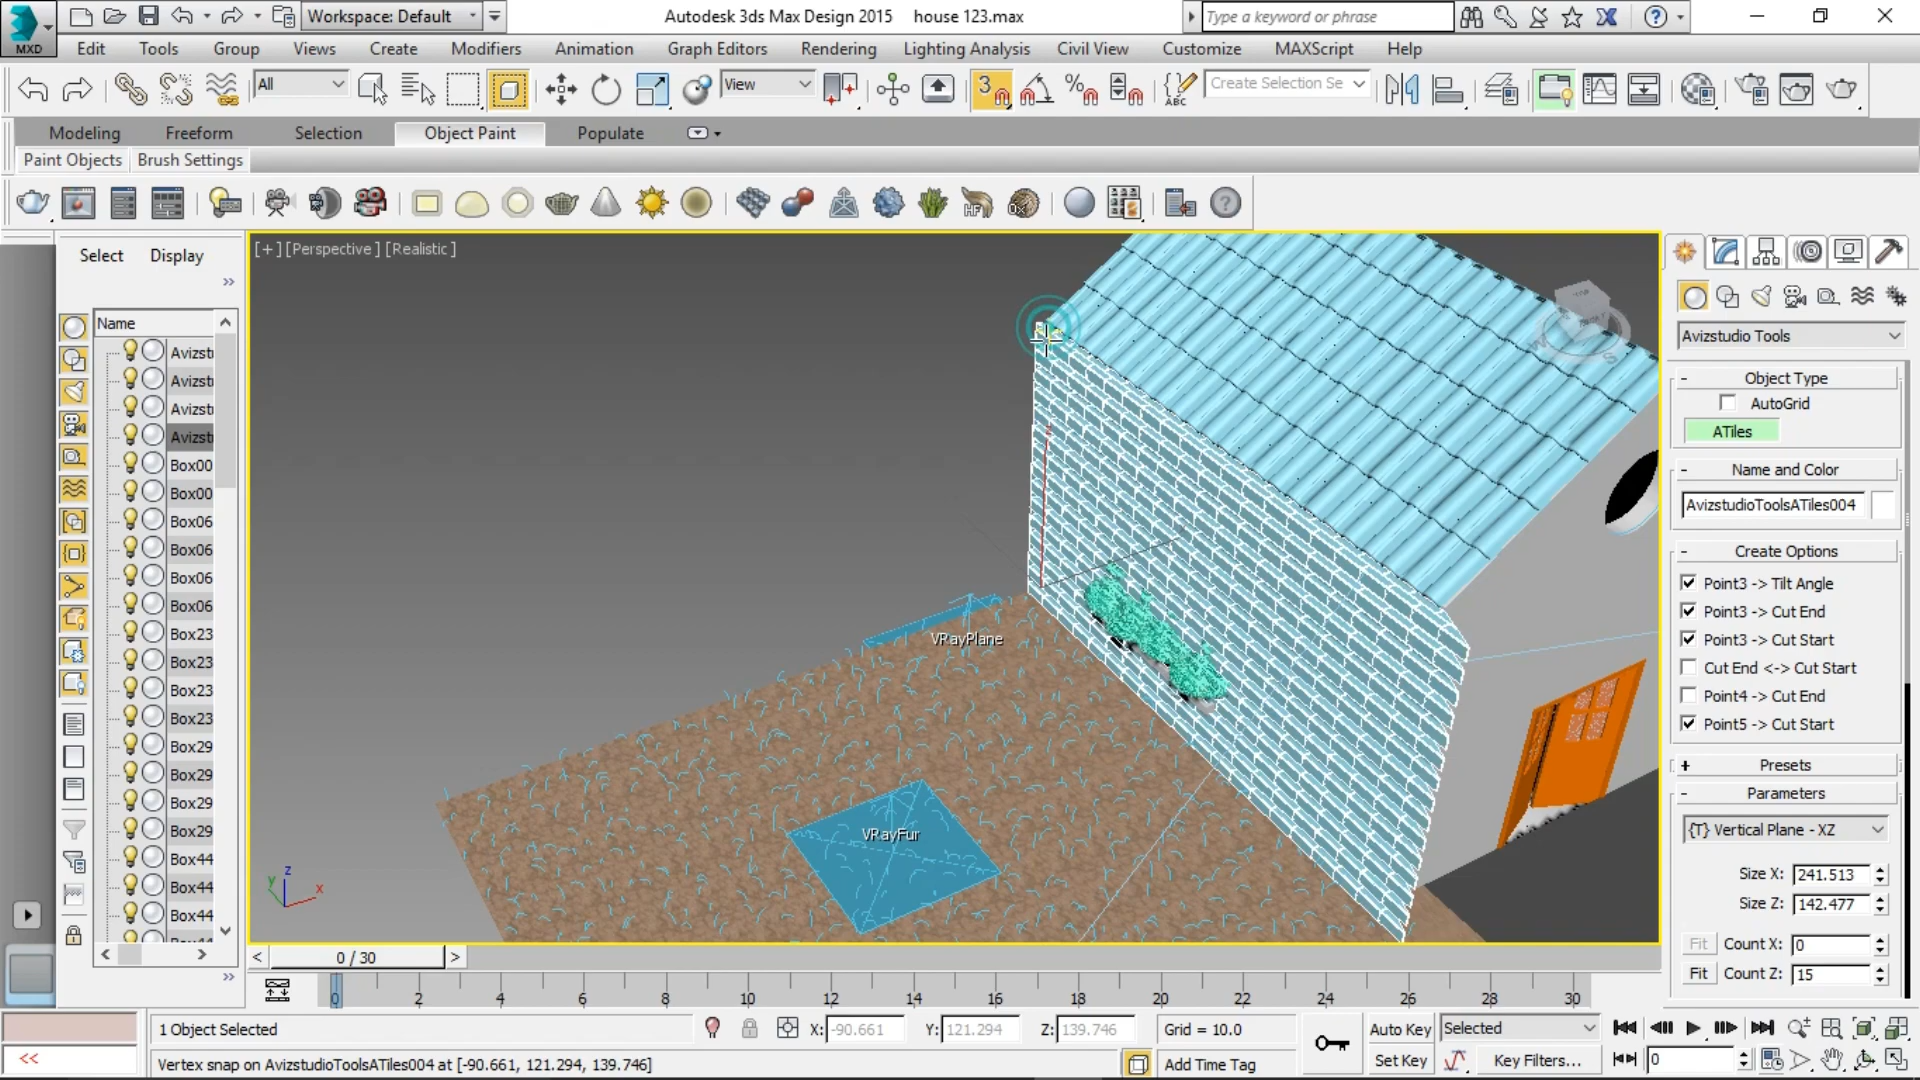 MXD
Workspace: Default
Autodesk 3ds Max Design 2015 house 123.max
Type a keyword or phrase
Edit Tools Group Views Create Modifiers Animation Graph Editors Rendering Lighting Analysis Civil View Customize MAXScript Help
All
View
3
%
ABC
Create Selection Se
Modeling Freeform Selection Object Paint Populate
Paint Objects Brush Settings
HF
Select Display
[+] [Perspective] [Realistic]
Name
Avizst
Avizst
Avizst
Avizst
Box00
Box00
Box06
Box06
Box06
Box06
Box23
Box23
Box23
Box23
Box29
Box29
Box29
Box29
Box44
Box44
Box44
VRayPlane
VRayFur
z
y
x
Avizstudio Tools
- Object Type
AutoGrid
ATiles
- Name and Color
AvizstudioToolsATiles004
- Create Options
Point3 -> Tilt Angle
Point3 -> Cut End
Point3 -> Cut Start
Cut End <-> Cut Start
Point4 -> Cut End
Point5 -> Cut Start
+ Presets
- Parameters
{T} Vertical Plane - XZ
Size X: 241.513
Size Z: 142.477
Fit Count X: 0
Fit Count Z: 15
< 0 / 30 >
0 2 4 6 8 10 12 14 16 18 20 22 24 26 28 30
1 Object Selected
X: -90.661 Y: 121.294 Z: 139.746
Grid = 10.0
Auto Key Selected
<<
Vertex snap on AvizstudioToolsATiles004 at [-90.661, 121.294, 139.746]
Add Time Tag
Set Key Key Filters...
0